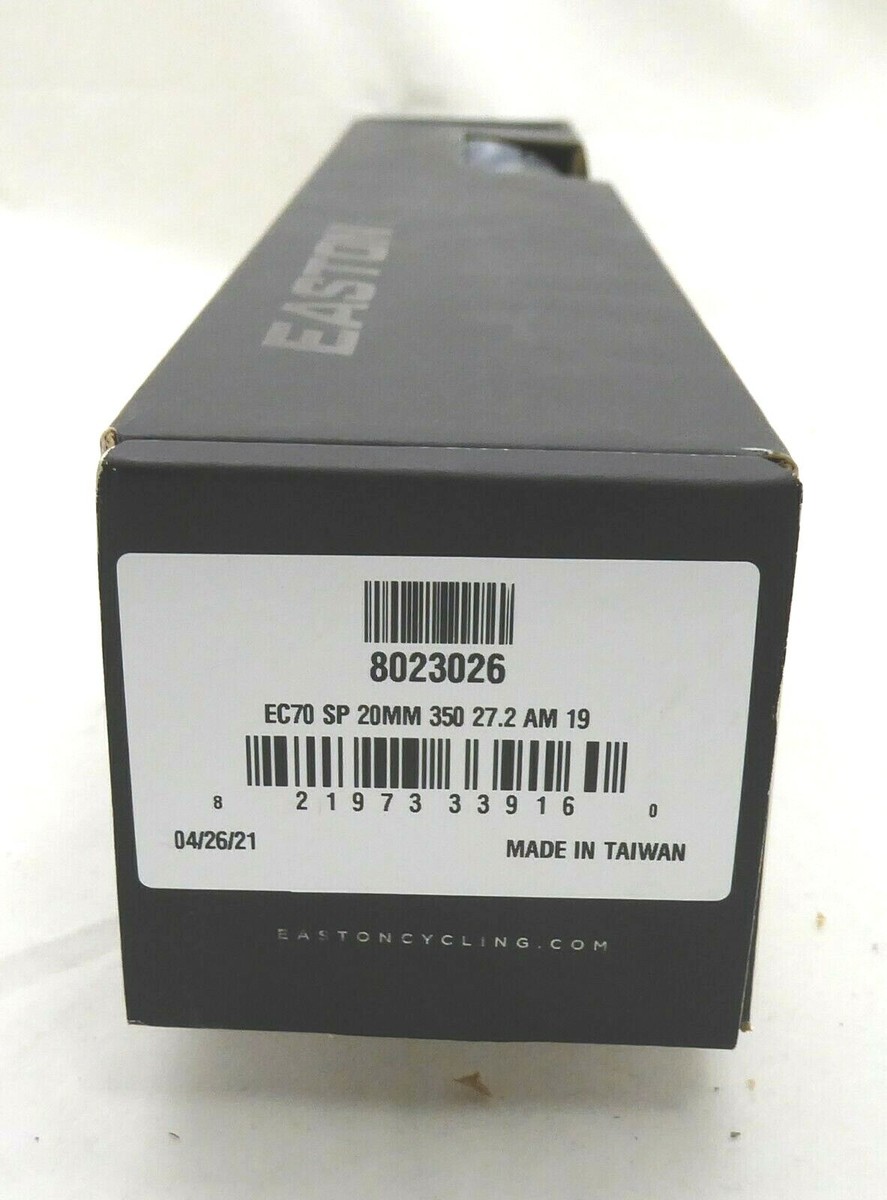 EASTON
8023026
EC70 SP 20MM 350 27.2 AM 19
8 21973 33916 0
04/26/21 MADE IN TAIWAN
EASTONCYCLING.COM